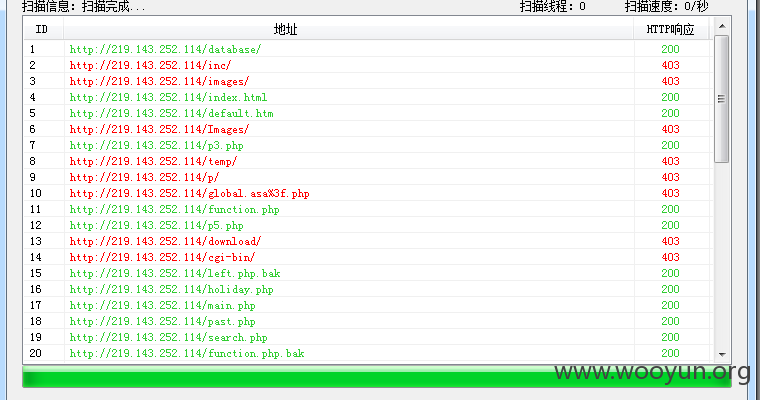 扫描信息：扫描完成... 扫描线程：0 扫描速度：0/秒
ID 地址 HTTP响应
1 http://219.143.252.114/database/ 200
2 http://219.143.252.114/inc/ 403
3 http://219.143.252.114/images/ 403
4 http://219.143.252.114/index.html 200
5 http://219.143.252.114/default.htm 200
6 http://219.143.252.114/Images/ 403
7 http://219.143.252.114/p3.php 200
8 http://219.143.252.114/temp/ 403
9 http://219.143.252.114/p/ 403
10 http://219.143.252.114/global.asa%3f.php 403
11 http://219.143.252.114/function.php 200
12 http://219.143.252.114/p5.php 200
13 http://219.143.252.114/download/ 403
14 http://219.143.252.114/cgi-bin/ 403
15 http://219.143.252.114/left.php.bak 200
16 http://219.143.252.114/holiday.php 200
17 http://219.143.252.114/main.php 200
18 http://219.143.252.114/past.php 200
19 http://219.143.252.114/search.php 200
20 http://219.143.252.114/function.php.bak 200
www.wooyun.org